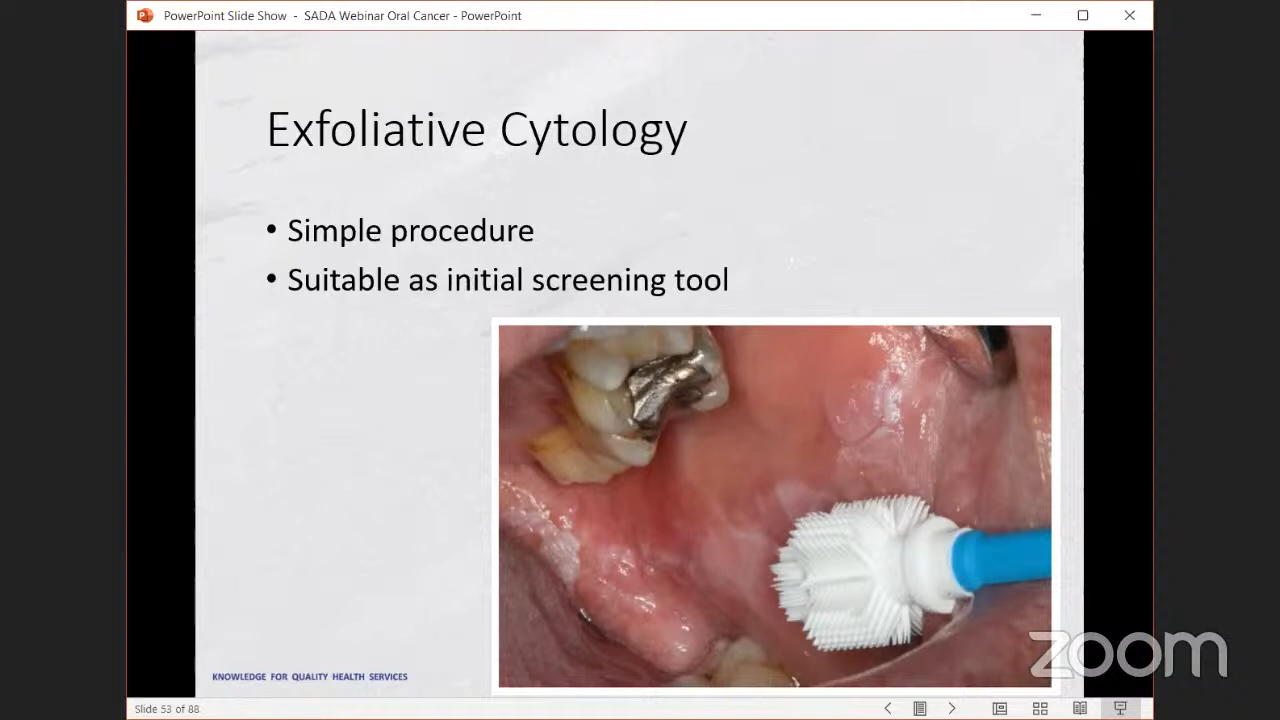 PowerPoint Slide Show - SADA Webinar Oral Cancer - PowerPoint
Exfoliative Cytology
• Simple procedure
• Suitable as initial screening tool
KNOWLEDGE FOR QUALITY HEALTH SERVICES
zoom
Slide 53 of 88